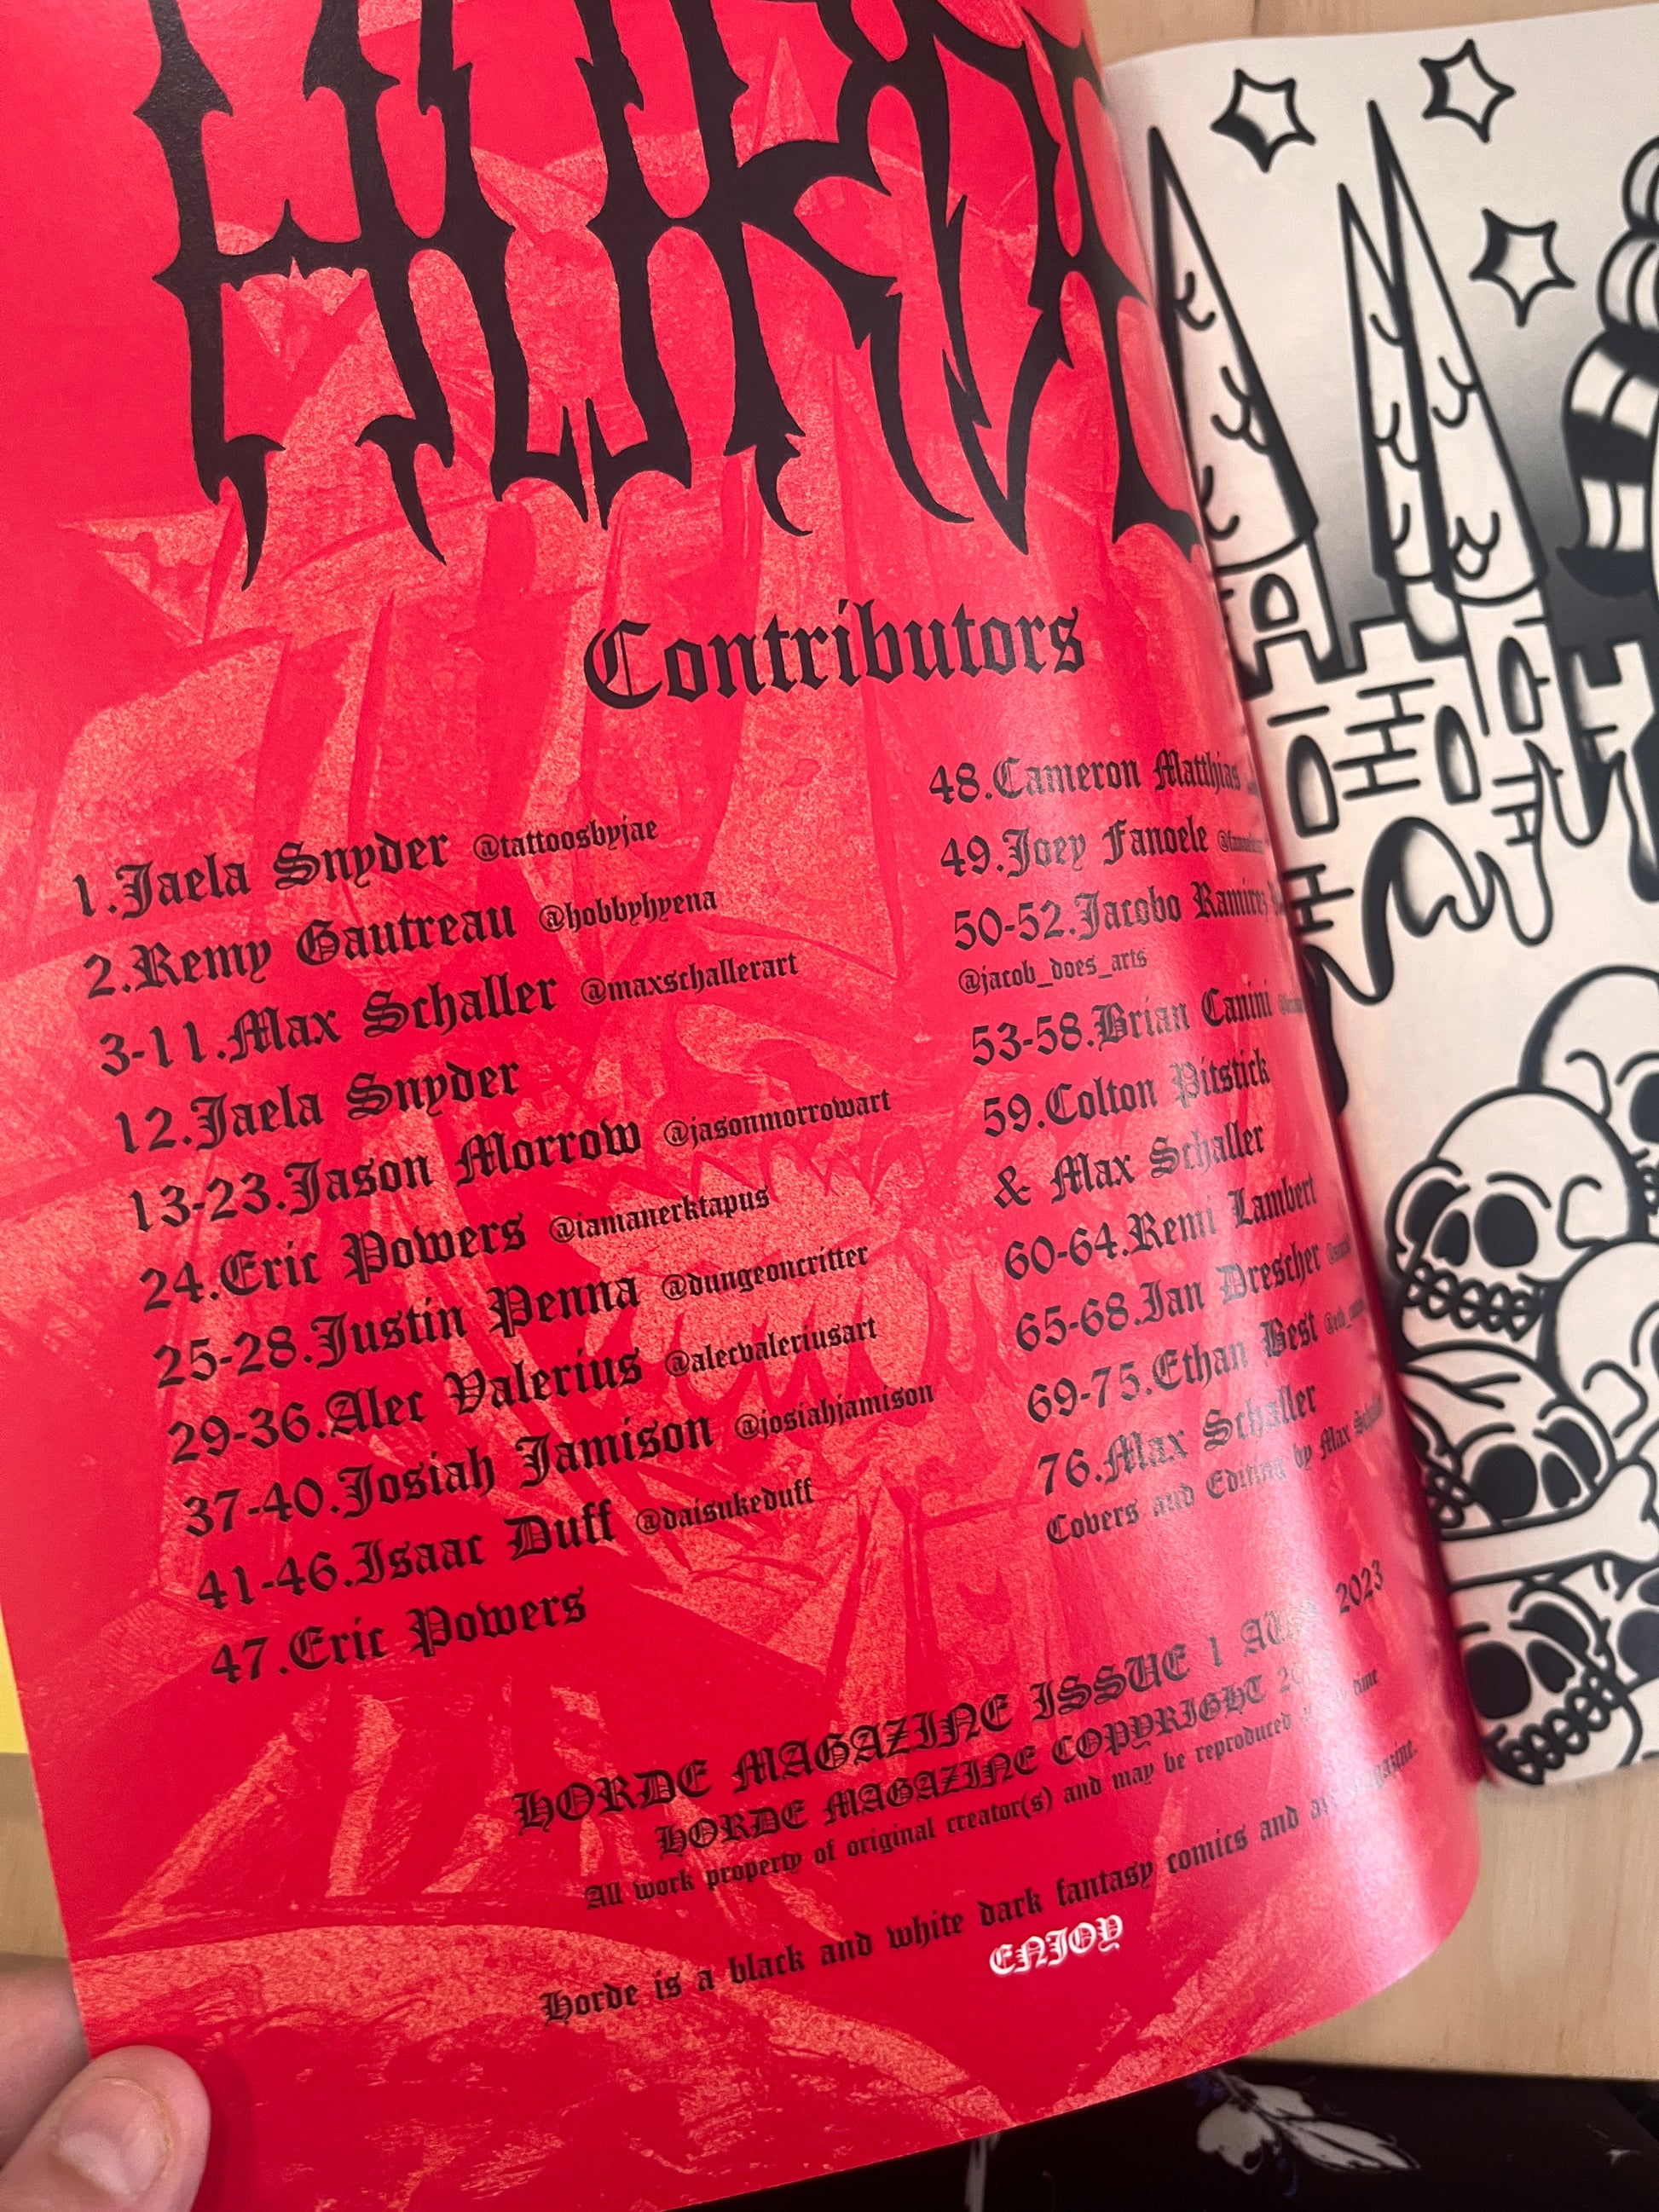 HORDE
Contributors
1.Jaela Snyder @tattoosbyjae
2.Remy Gautreau @hobbyhyena
3-11.Max Schaller @maxschallerart
12.Jaela Snyder
13-23.Jason Morrow @jasonmorrowart
24.Eric Powers @iamanecktapus
25-28.Justin Penna @dungeoncritter
29-36.Alec Valerius @alecvaleriusart
37-40.Josiah Jamison @josiahjamison
41-46.Isaac Duff @daisukeduff
47.Eric Powers
48.Cameron Matthias
49.Joey Fanoele
50-52.Jacobo Ramirez
@jacob_does_arts
53-58.Brian Canini
59.Colton Pitstick
& Max Schaller
60-64.Remi Lambert
65-68.Ian Drescher
69-75.Ethan Best
76.Max Schaller
Covers and Editing by Max Schaller
HORDE MAGAZINE ISSUE 1 2023
HORDE MAGAZINE COPYRIGHT
All work property of original creator(s) and may be reproduced time
Horde is a black and white dark fantasy comics and magazine.
ENJOY